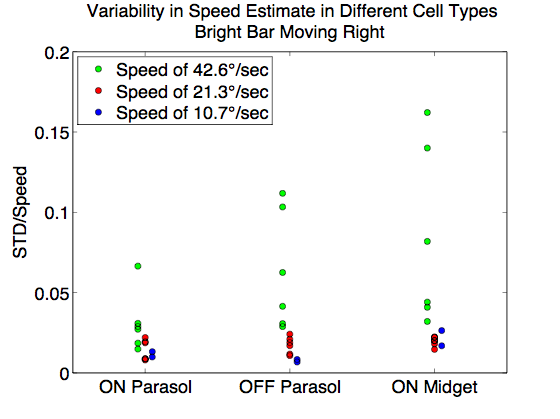 Variability in Speed Estimate in Different Cell Types
Bright Bar Moving Right
0.2
Speed of 42.6°/sec
Speed of 21.3°/sec
Speed of 10.7°/sec
0.15
STD/Speed
0.1
0.05
0
ON Parasol OFF Parasol ON Midget